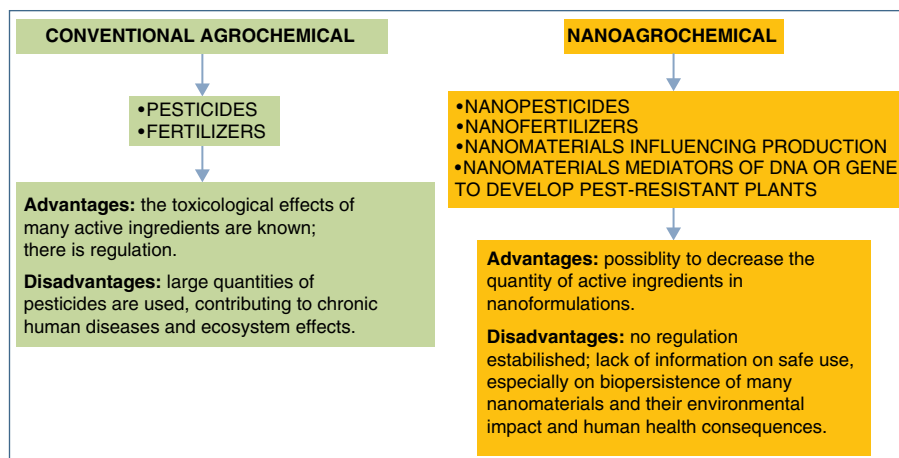 CONVENTIONAL AGROCHEMICAL
•PESTICIDES
•FERTILIZERS
Advantages: the toxicological effects of
many active ingredients are known;
there is regulation.
Disadvantages: large quantities of
pesticides are used, contributing to chronic
human diseases and ecosystem effects.
NANOAGROCHEMICAL
•NANOPESTICIDES
•NANOFERTILIZERS
•NANOMATERIALS INFLUENCING PRODUCTION
•NANOMATERIALS MEDIATORS OF DNA OR GENE
TO DEVELOP PEST-RESISTANT PLANTS
Advantages: possiblity to decrease the
quantity of active ingredients in
nanoformulations.
Disadvantages: no regulation
estabilished; lack of information on safe use,
especially on biopersistence of many
nanomaterials and their environmental
impact and human health consequences.